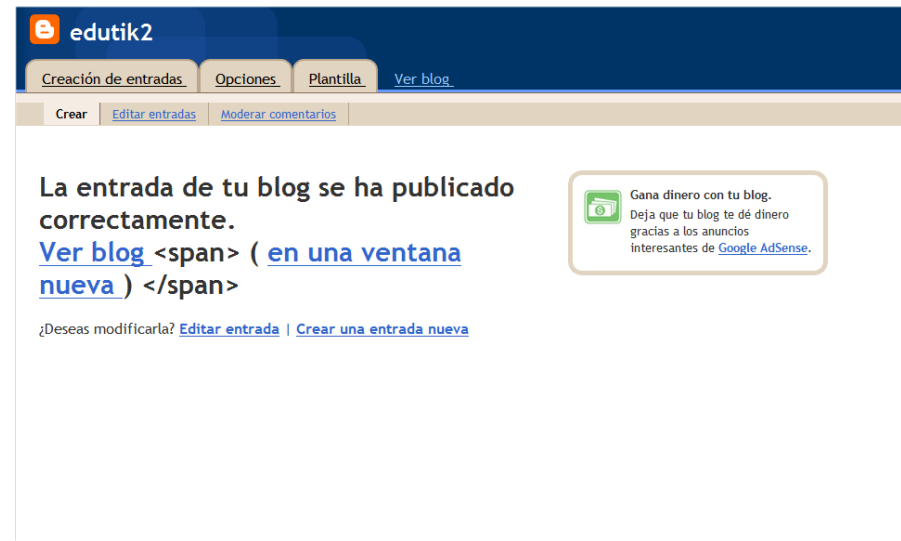 edutik2
Creación de entradas Opciones Plantilla Ver blog
Crear Editar entradas Moderar comentarios
La entrada de tu blog se ha publicado
correctamente.
Ver blog <span> ( en una ventana
nueva ) </span>
¿Deseas modificarla? Editar entrada | Crear una entrada nueva
Gana dinero con tu blog.
Deja que tu blog te dé dinero
gracias a los anuncios
interesantes de Google AdSense.